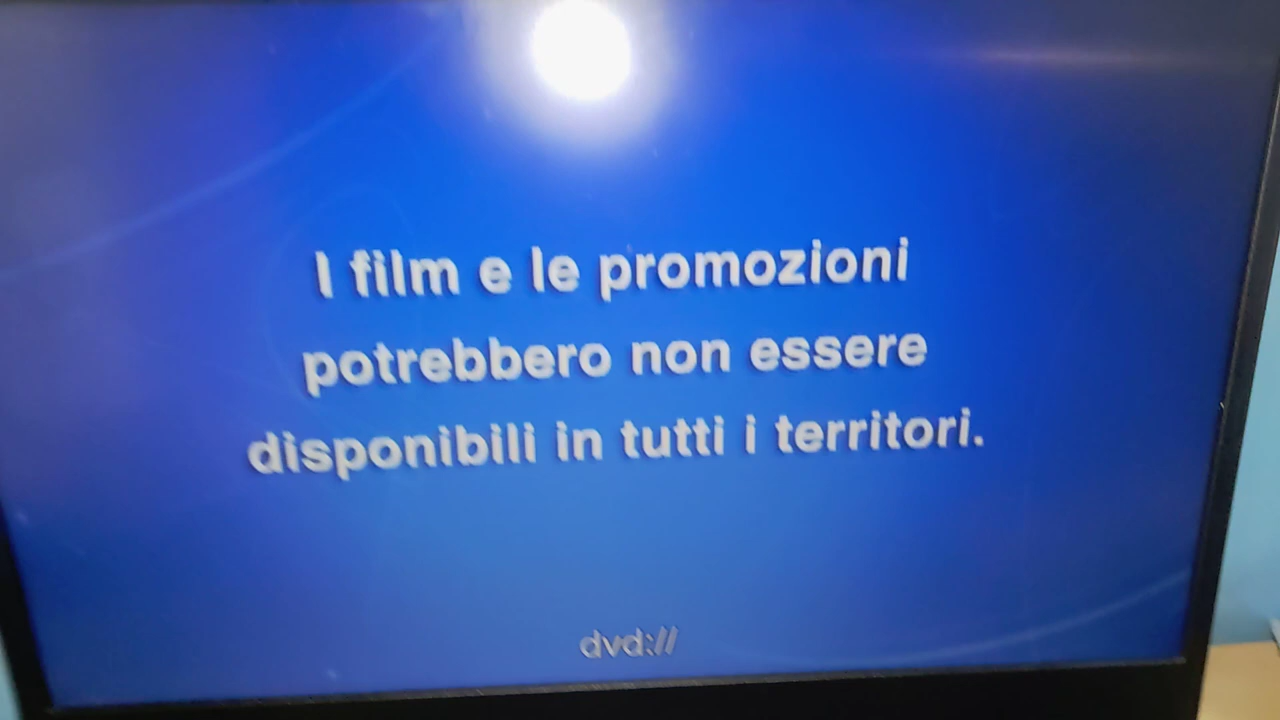 I film e le promozioni
potrebbero non essere
disponibili in tutti i territori.
dvd://